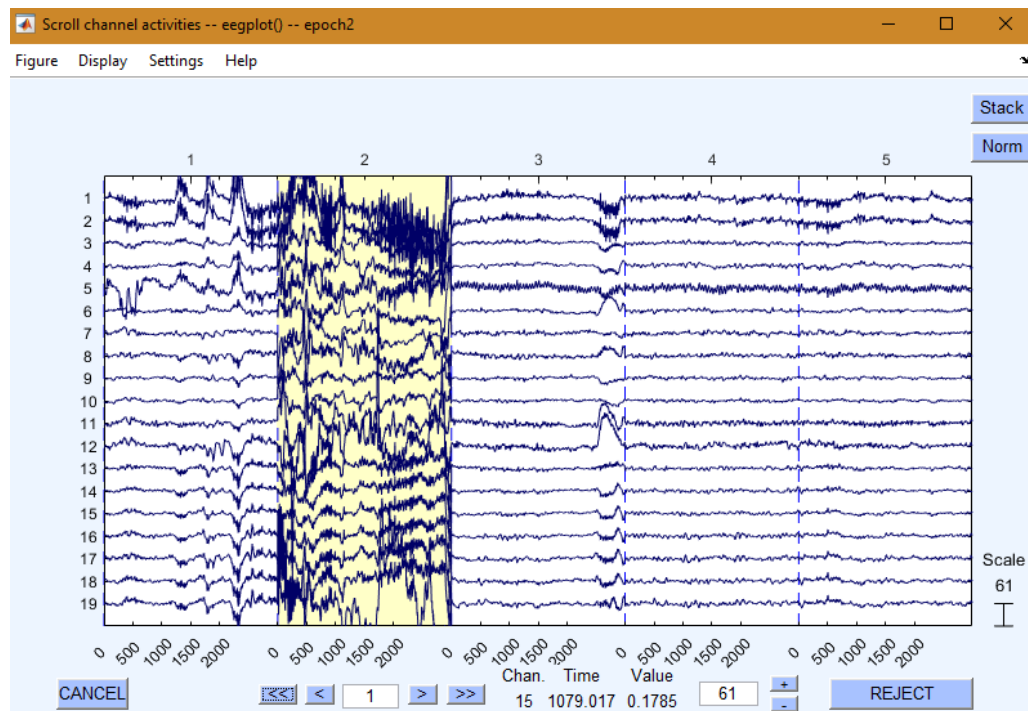 Scroll channel activities -- eegplot() -- epoch2
Figure Display Settings Help
Stack
Norm
1 2 3 4 5
1
2
3
4
5
6
7
8
9
10
11
12
13
14
15
16
17
18
19
0 500 1000 1500 2000 0 500 1000 1500 2000 0 500 1000 1500 2000 0 500 1000 1500 2000 0 500 1000 1500 2000
Scale
61
Chan. Time Value
CANCEL << < 1 > >> 15 1079.017 0.1785 61 + - REJECT